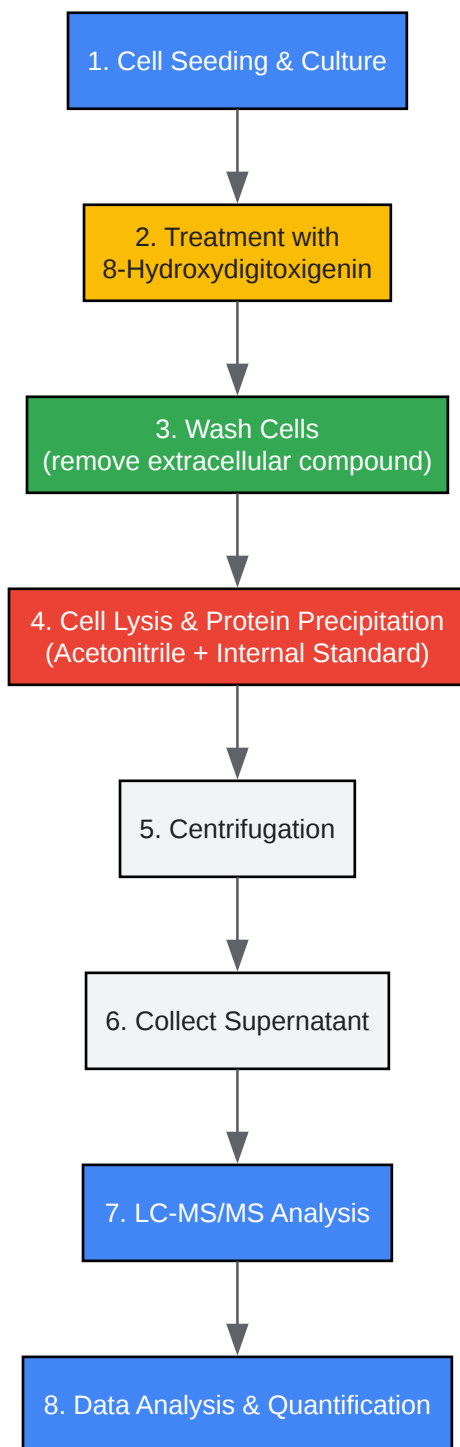 1. Cell Seeding & Culture
2. Treatment with
8-Hydroxydigitoxigenin
3. Wash Cells
(remove extracellular compound)
4. Cell Lysis & Protein Precipitation
(Acetonitrile + Internal Standard)
5. Centrifugation
6. Collect Supernatant
7. LC-MS/MS Analysis
8. Data Analysis & Quantification